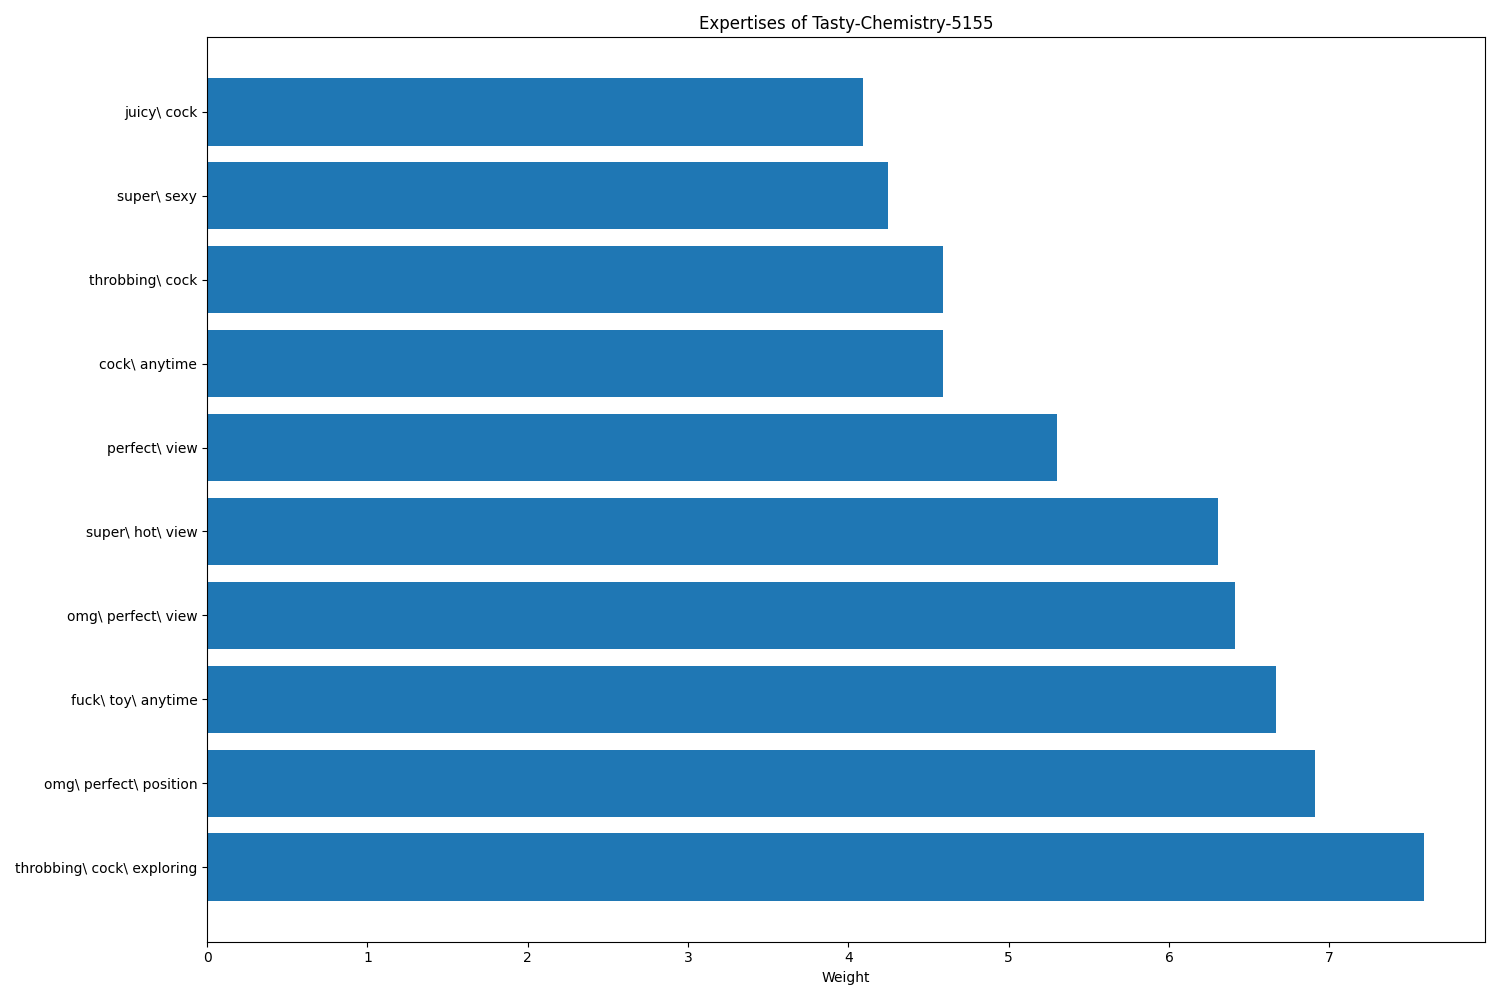 Expertises of Tasty-Chemistry-5155
juicy\ cock
super\ sexy
throbbing\ cock
cock\ anytime
perfect\ view
super\ hot\ view
omg\ perfect\ view
fuck\ toy\ anytime
omg\ perfect\ position
throbbing\ cock\ exploring
0 1 2 3 4 5 6 7
Weight